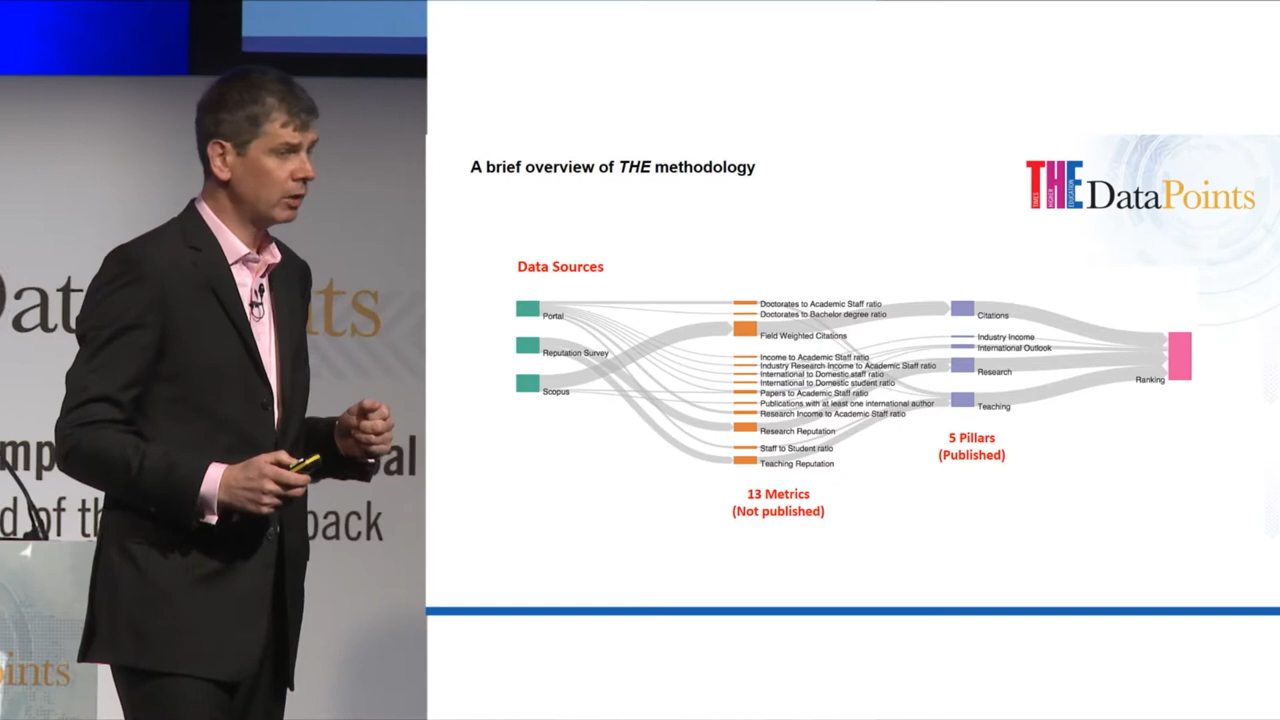 Dat
ts
omp
al
d of th
back
ints
A brief overview of THE methodology
THE
TIMES
HIGHER
EDUCATION
DataPoints
Data Sources
Portal
Reputation Survey
Scopus
Doctorates to Academic Staff ratio
Doctorates to Bachelor degree ratio
Field Weighted Citations
Income to Academic Staff ratio
Industry Research Income to Academic Staff ratio
International to Domestic staff ratio
International to Domestic student ratio
Papers to Academic Staff ratio
Publications with at least one international author
Research Income to Academic Staff ratio
Research Reputation
Staff to Student ratio
Teaching Reputation
13 Metrics
(Not published)
Citations
Industry Income
International Outlook
Research
Teaching
5 Pillars
(Published)
Ranking